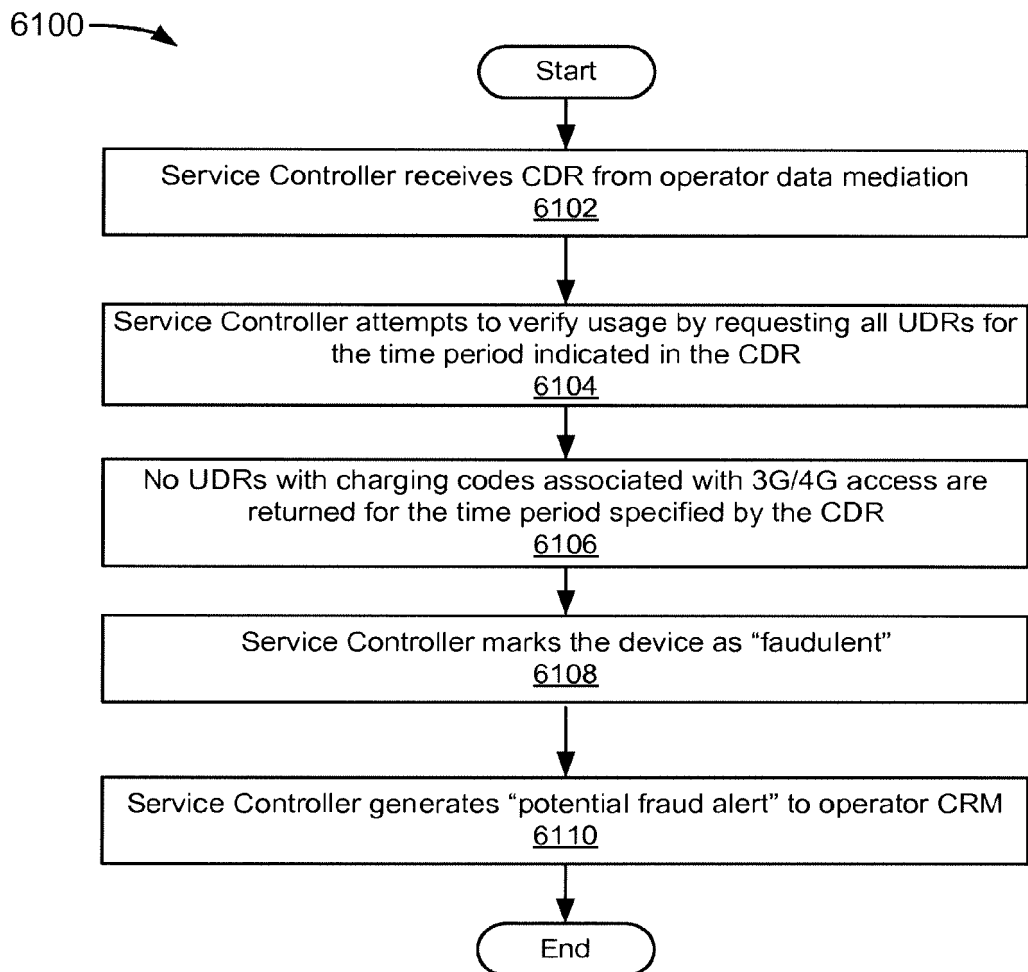 6100
Start
Service Controller receives CDR from operator data mediation
6102
Service Controller attempts to verify usage by requesting all UDRs for
the time period indicated in the CDR
6104
No UDRs with charging codes associated with 3G/4G access are
returned for the time period specified by the CDR
6106
Service Controller marks the device as “faudulent”
6108
Service Controller generates “potential fraud alert” to operator CRM
6110
End